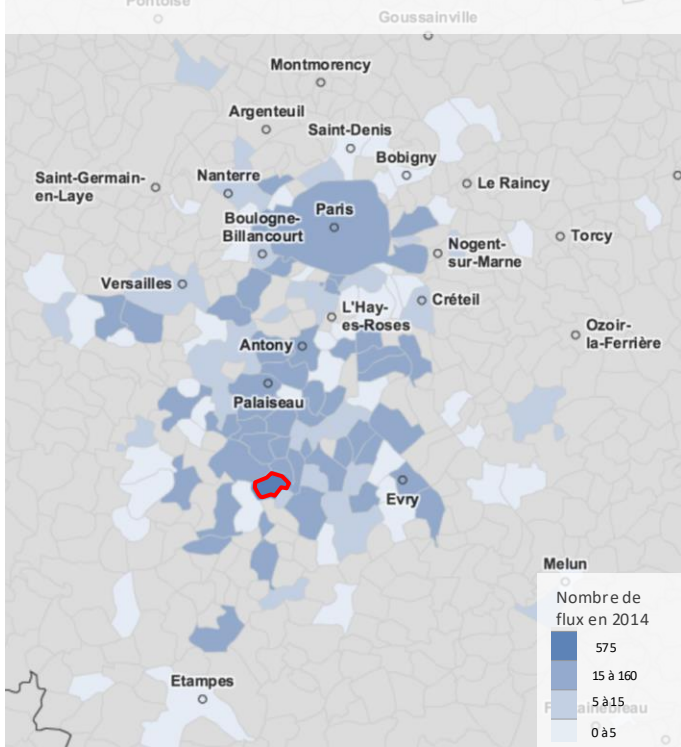 Pontoise
Goussainville
Montmorency
Argenteuil
Saint-Denis
Bobigny
Saint-Germain-
en-Laye
Nanterre
Le Raincy
Paris
Boulogne-
Billancourt
Torcy
Nogent-
sur-Marne
Versailles
Créteil
L'Hay-
es-Roses
Ozoir-
la-Ferrière
Antony
Palaiseau
Evry
Melun
Nombre de
flux en 2014
575
15 à 160
5 à 15
0 à 5
Etampes